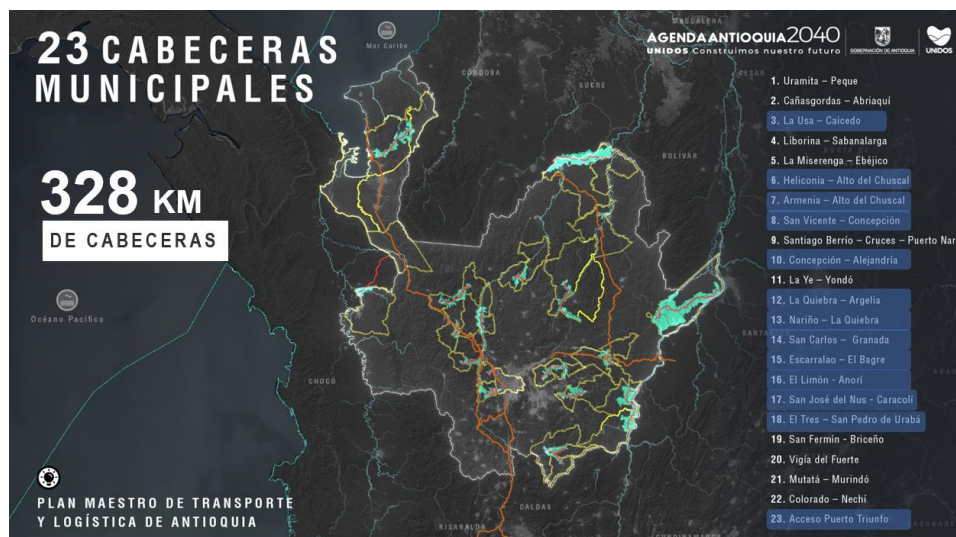 23 CABECERAS
MUNICIPALES
328 KM
DE CABECERAS
PLAN MAESTRO DE TRANSPORTE
Y LOGÍSTICA DE ANTIOQUIA
Mar Caribe
Océano Pacífico
MAGDALENA
CÓRDOBA
SUCRE
CESAR
BOLÍVAR
CHOCÓ
CALDAS
RISARALDA
AGENDA ANTIOQUIA 2040
UNIDOS Construimos nuestro futuro
GOBERNACIÓN DE ANTIOQUIA
UNIDOS
1. Uramita – Peque
2. Cañasgordas – Abriaquí
3. La Usa – Caicedo
4. Liborina – Sabanalarga
5. La Miserenga – Ebéjico
6. Heliconia – Alto del Chuscal
7. Armenia – Alto del Chuscal
8. San Vicente – Concepción
9. Santiago Berrío – Cruces – Puerto Nar
10. Concepción – Alejandría
11. La Ye – Yondó
12. La Quiebra – Argelia
13. Nariño – La Quiebra
14. San Carlos – Granada
15. Escarralao – El Bagre
16. El Limón - Anorí
17. San José del Nus - Caracolí
18. El Tres – San Pedro de Urabá
19. San Fermín - Briceño
20. Vigía del Fuerte
21. Mutatá – Murindó
22. Colorado – Nechí
23. Acceso Puerto Triunfo